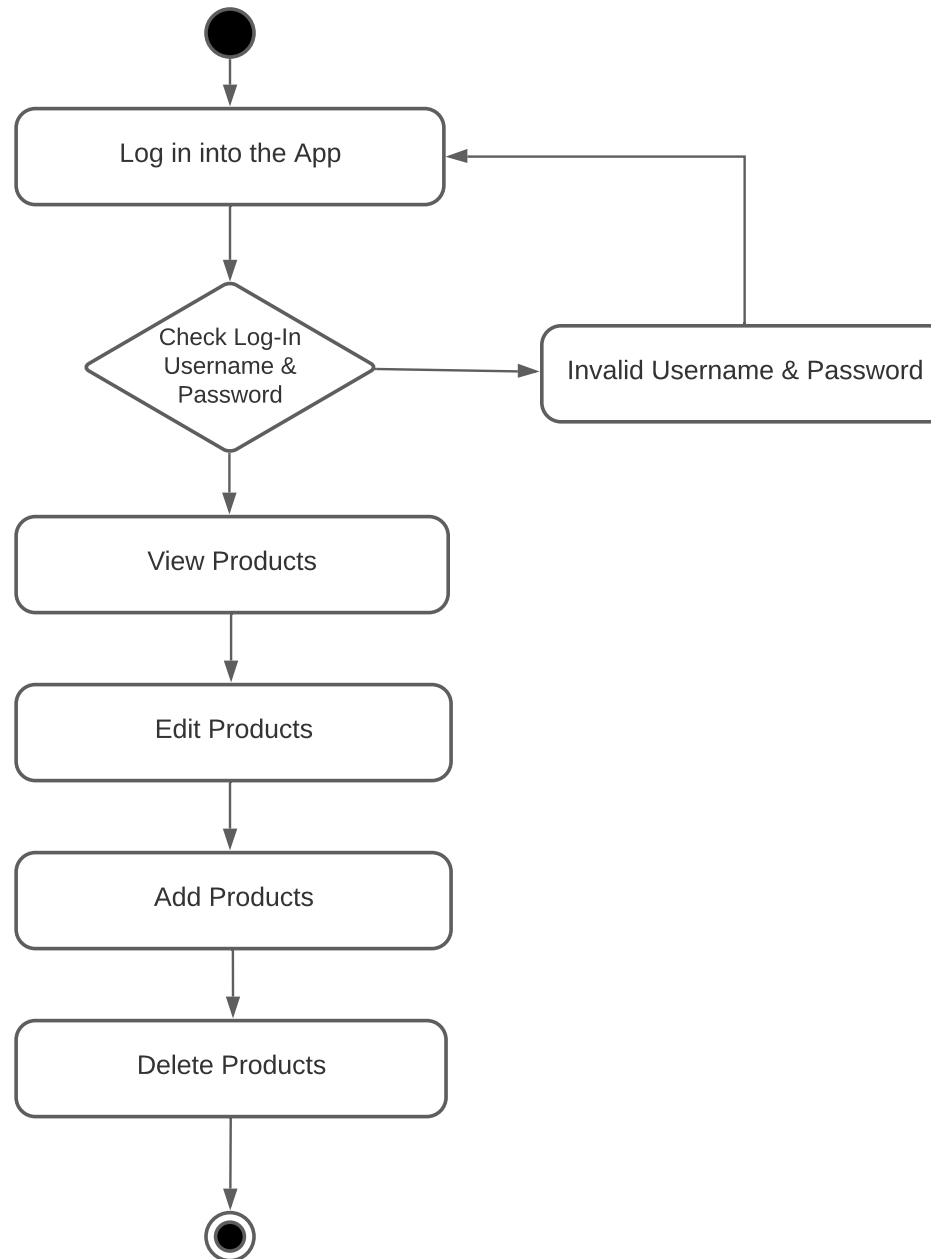 Log in into the App
Check Log-In
Username &
Password
Invalid Username & Password
View Products
Edit Products
Add Products
Delete Products